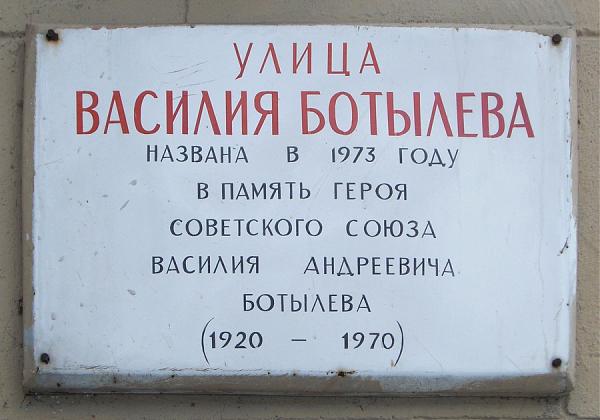 УЛИЦА
ВАСИЛИЯ БОТЫЛЕВА
НАЗВАНА В 1973 ГОДУ
В ПАМЯТЬ ГЕРОЯ
СОВЕТСКОГО СОЮЗА
ВАСИЛИЯ АНДРЕЕВИЧА
БОТЫЛЕВА
(1920 – 1970)